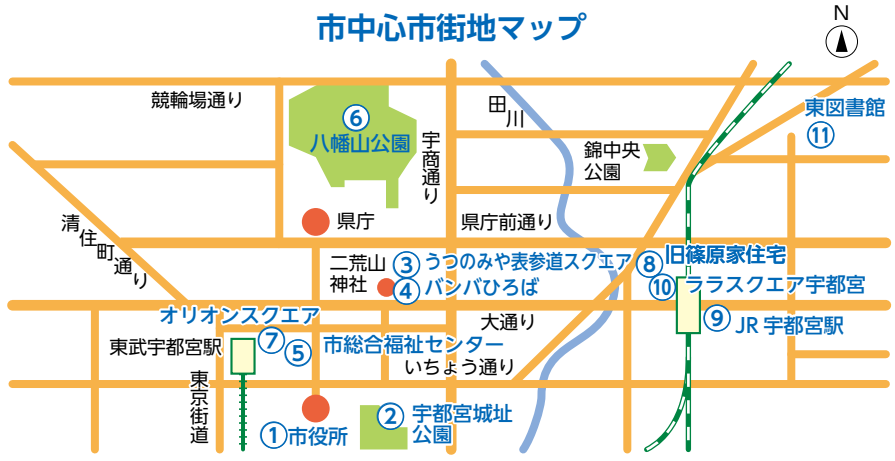 市中心市街地マップ
N
競輪場通り
⑥
八幡山公園
宇商通り
田川
錦中央
公園
東図書館
⑪
清住町通り
県庁
県庁前通り
二荒山
神社
③ うつのみや表参道スクエア
④ バンバひろば
⑧ 旧篠原家住宅
⑩ ララスクエア宇都宮
⑨ JR宇都宮駅
オリオンスクエア
⑦
大通り
東武宇都宮駅
⑤ 市総合福祉センター
いちょう通り
東京街道
① 市役所
② 宇都宮城址
公園